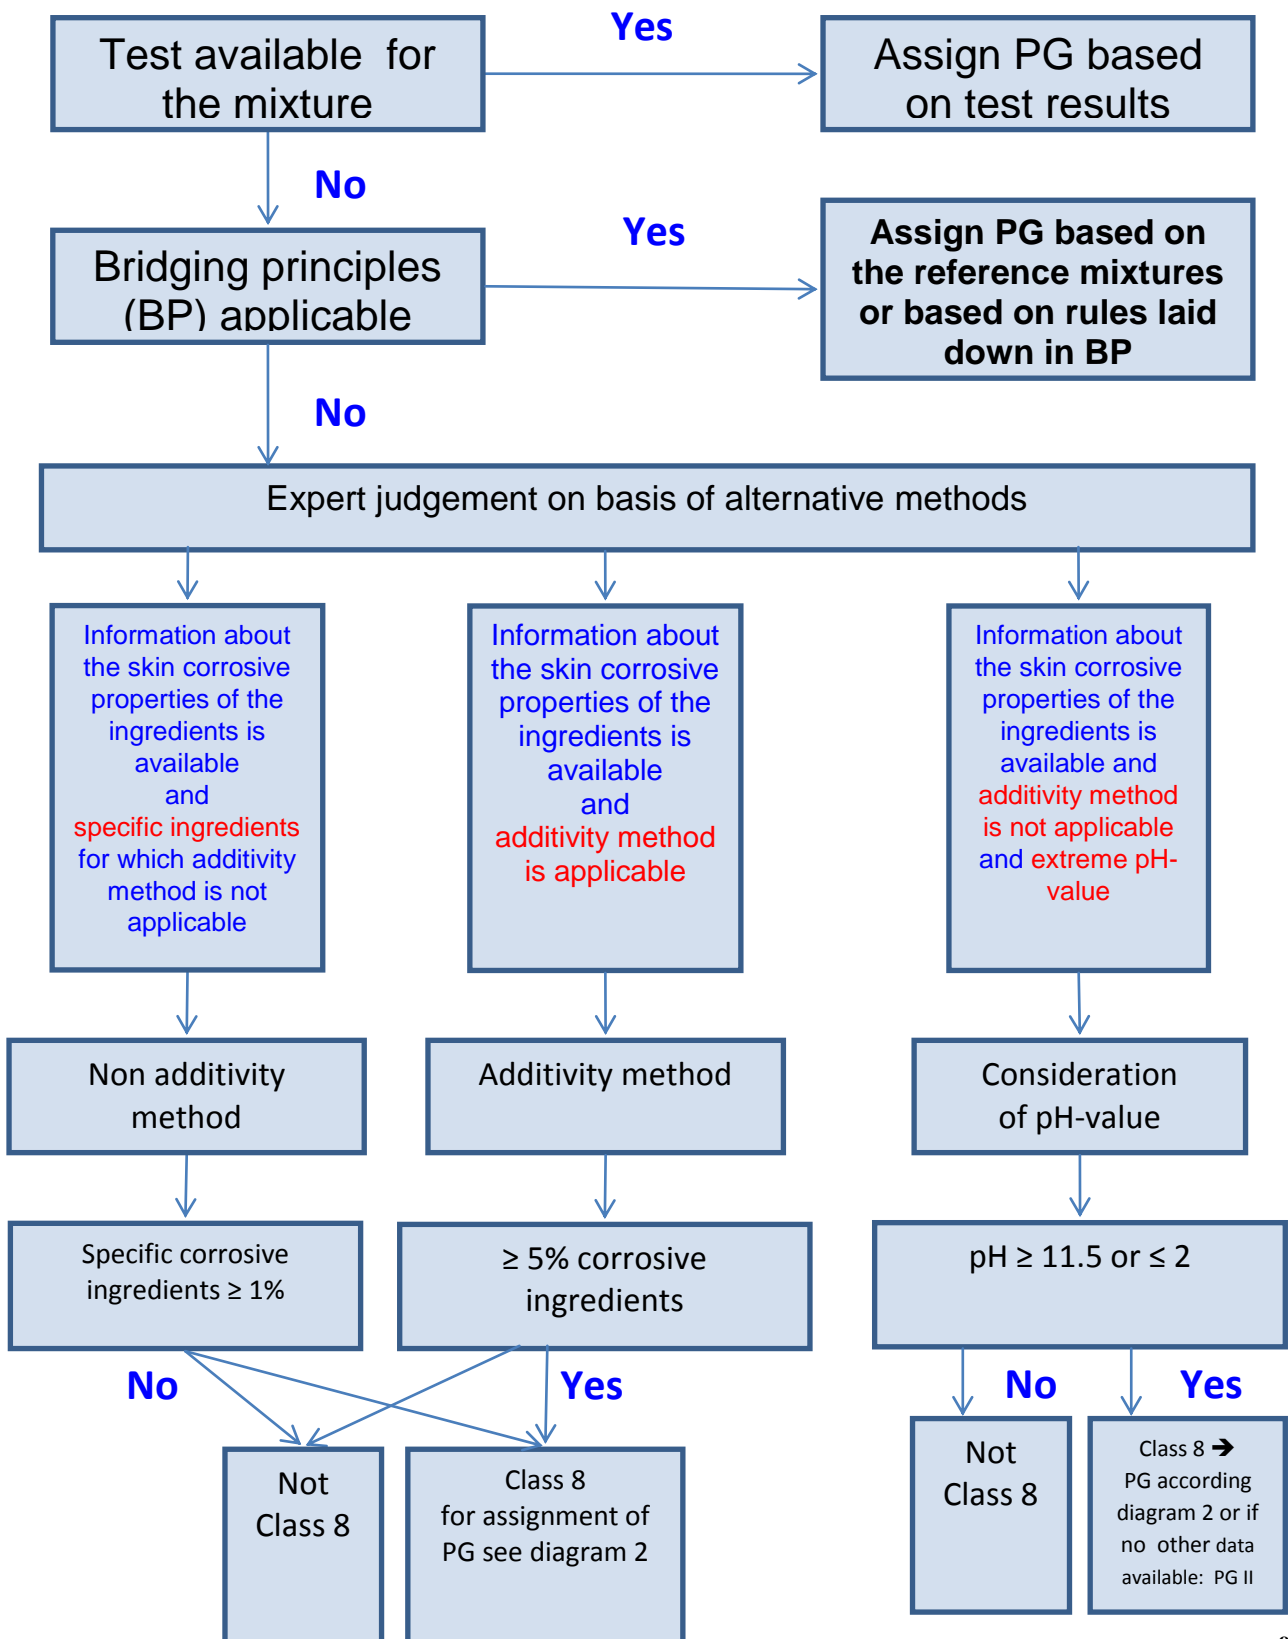 Yes
Test available  for
the mixture
Assign PG based
on test results
No
Yes
Bridging principles
(BP) applicable
Assign PG based on
the reference mixtures
or based on rules laid
down in BP
No
Expert judgement on basis of alternative methods
Information about
the skin corrosive
properties of the
ingredients is
available
and
specific ingredients
for which additivity
method is not
applicable
Information about
the skin corrosive
properties of the
ingredients is
available
and
additivity method
is applicable
Information about
the skin corrosive
properties of the
ingredients is
available and
additivity method
is not applicable
and extreme pH-
value
Non additivity
method
Additivity method
Consideration
of pH-value
Specific corrosive
ingredients ≥ 1%
≥ 5% corrosive
ingredients
pH ≥ 11.5 or ≤ 2
No
Yes
No
Yes
Not
Class 8
Class 8
for assignment of
PG see diagram 2
Not
Class 8
Class 8 ➔
PG according
diagram 2 or if
no other data
available: PG II